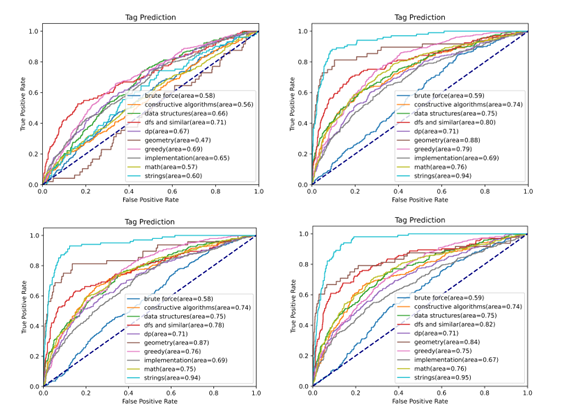 Tag Prediction
True Positive Rate
1.0
0.8
0.6
0.4
0.2
0.0
brute force(area=0.58)
constructive algorithms(area=0.56)
data structures(area=0.66)
dfs and similar(area=0.71)
dp(area=0.67)
geometry(area=0.47)
greedy(area=0.69)
implementation(area=0.65)
math(area=0.57)
strings(area=0.60)
0.0 0.2 0.4 0.6 0.8 1.0
False Positive Rate
Tag Prediction
True Positive Rate
1.0
0.8
0.6
0.4
0.2
0.0
brute force(area=0.59)
constructive algorithms(area=0.74)
data structures(area=0.75)
dfs and similar(area=0.80)
dp(area=0.71)
geometry(area=0.88)
greedy(area=0.79)
implementation(area=0.69)
math(area=0.76)
strings(area=0.94)
0.0 0.2 0.4 0.6 0.8 1.0
False Positive Rate
Tag Prediction
True Positive Rate
1.0
0.8
0.6
0.4
0.2
0.0
brute force(area=0.58)
constructive algorithms(area=0.74)
data structures(area=0.75)
dfs and similar(area=0.78)
dp(area=0.71)
geometry(area=0.87)
greedy(area=0.76)
implementation(area=0.69)
math(area=0.75)
strings(area=0.94)
0.0 0.2 0.4 0.6 0.8 1.0
False Positive Rate
Tag Prediction
True Positive Rate
1.0
0.8
0.6
0.4
0.2
0.0
brute force(area=0.59)
constructive algorithms(area=0.74)
data structures(area=0.75)
dfs and similar(area=0.82)
dp(area=0.71)
geometry(area=0.84)
greedy(area=0.75)
implementation(area=0.67)
math(area=0.76)
strings(area=0.95)
0.0 0.2 0.4 0.6 0.8 1.0
False Positive Rate